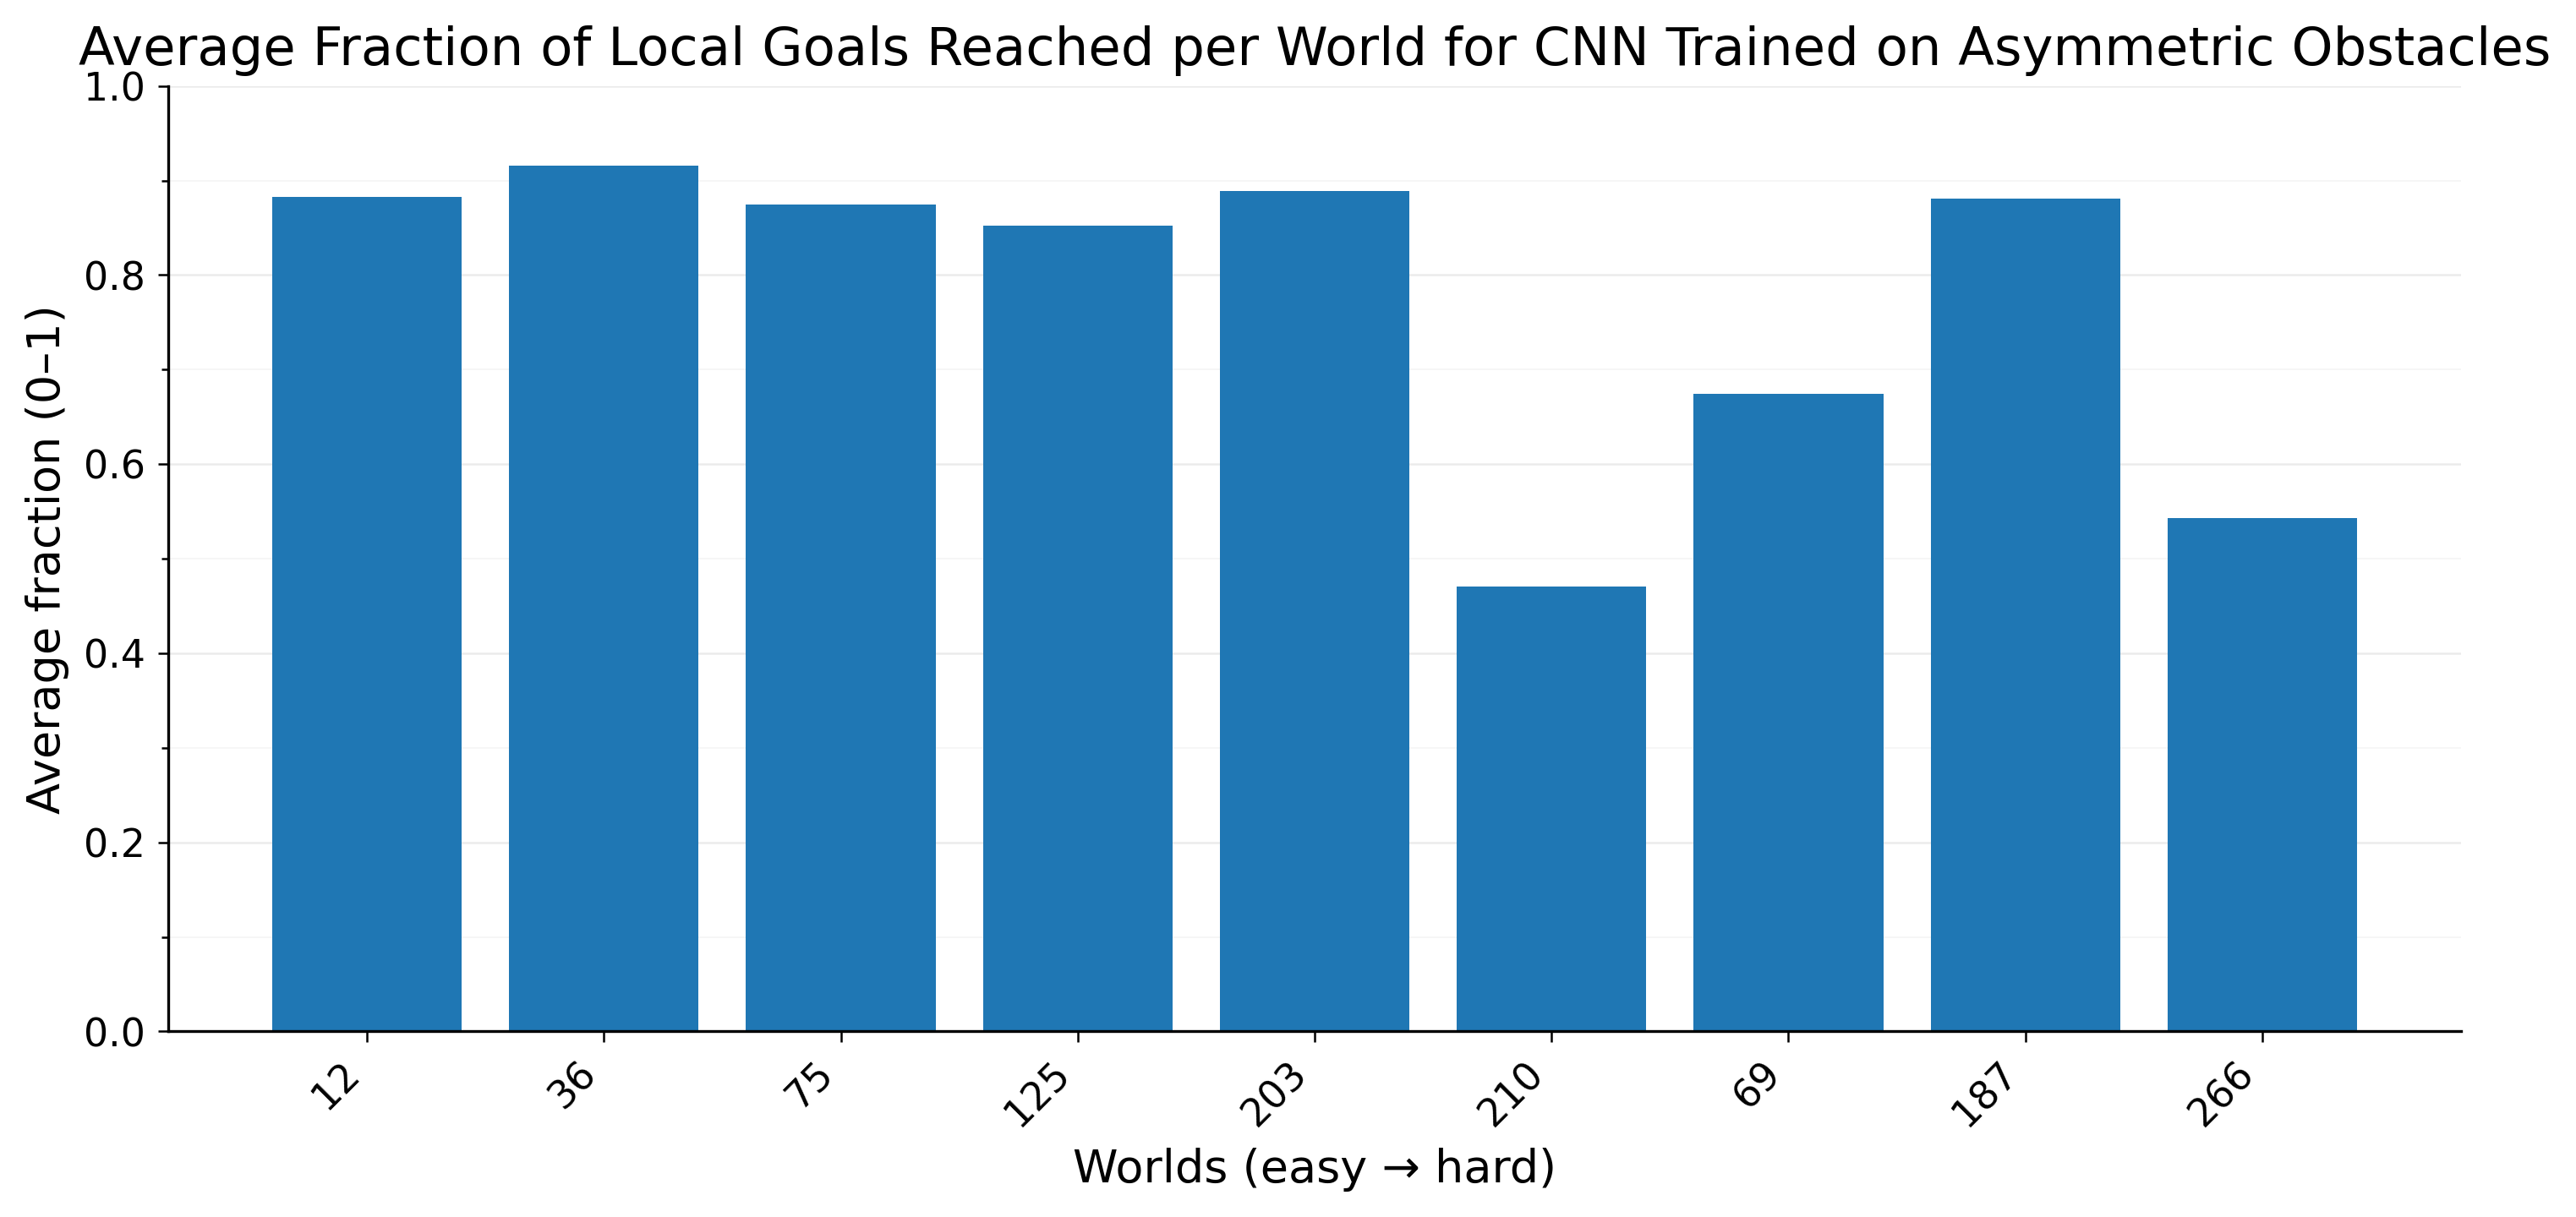 Average Fraction of Local Goals Reached per World for CNN Trained on Asymmetric Obstacles
Average fraction (0–1)
1.0
0.8
0.6
0.4
0.2
0.0
12 36 75 125 203 210 69 187 266
Worlds (easy → hard)